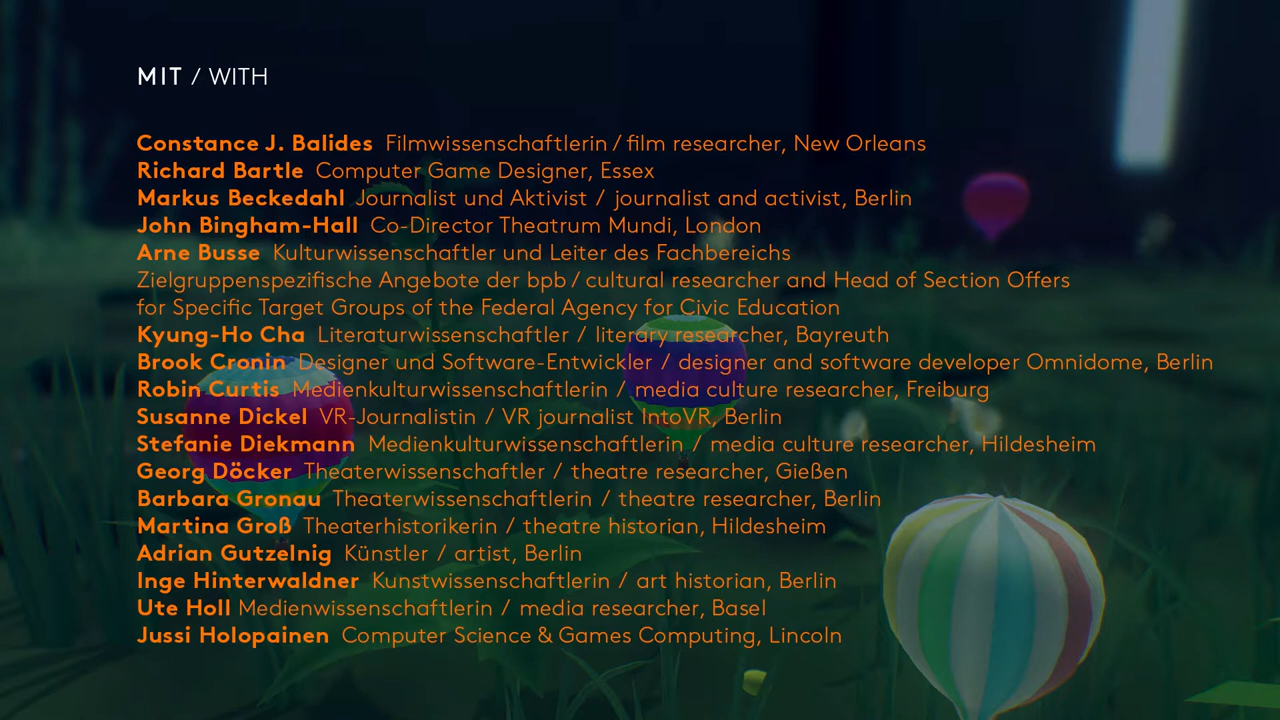 MIT / WITH
Constance J. Balides Filmwissenschaftlerin / film researcher, New Orleans
Richard Bartle Computer Game Designer, Essex
Markus Beckedahl Journalist und Aktivist / journalist and activist, Berlin
John Bingham-Hall Co-Director Theatrum Mundi, London
Arne Busse Kulturwissenschaftler und Leiter des Fachbereichs
Zielgruppenspezifische Angebote der bpb / cultural researcher and Head of Section Offers
for Specific Target Groups of the Federal Agency for Civic Education
Kyung-Ho Cha Literaturwissenschaftler / literary researcher, Bayreuth
Brook Cronin Designer und Software-Entwickler / designer and software developer Omnidome, Berlin
Robin Curtis Medienkulturwissenschaftlerin / media culture researcher, Freiburg
Susanne Dickel VR-Journalistin / VR journalist IntoVR, Berlin
Stefanie Diekmann Medienkulturwissenschaftlerin / media culture researcher, Hildesheim
Georg Döcker Theaterwissenschaftler / theatre researcher, Gießen
Barbara Gronau Theaterwissenschaftlerin / theatre researcher, Berlin
Martina Groß Theaterhistorikerin / theatre historian, Hildesheim
Adrian Gutzelnig Künstler / artist, Berlin
Inge Hinterwaldner Kunstwissenschaftlerin / art historian, Berlin
Ute Holl Medienwissenschaftlerin / media researcher, Basel
Jussi Holopainen Computer Science & Games Computing, Lincoln